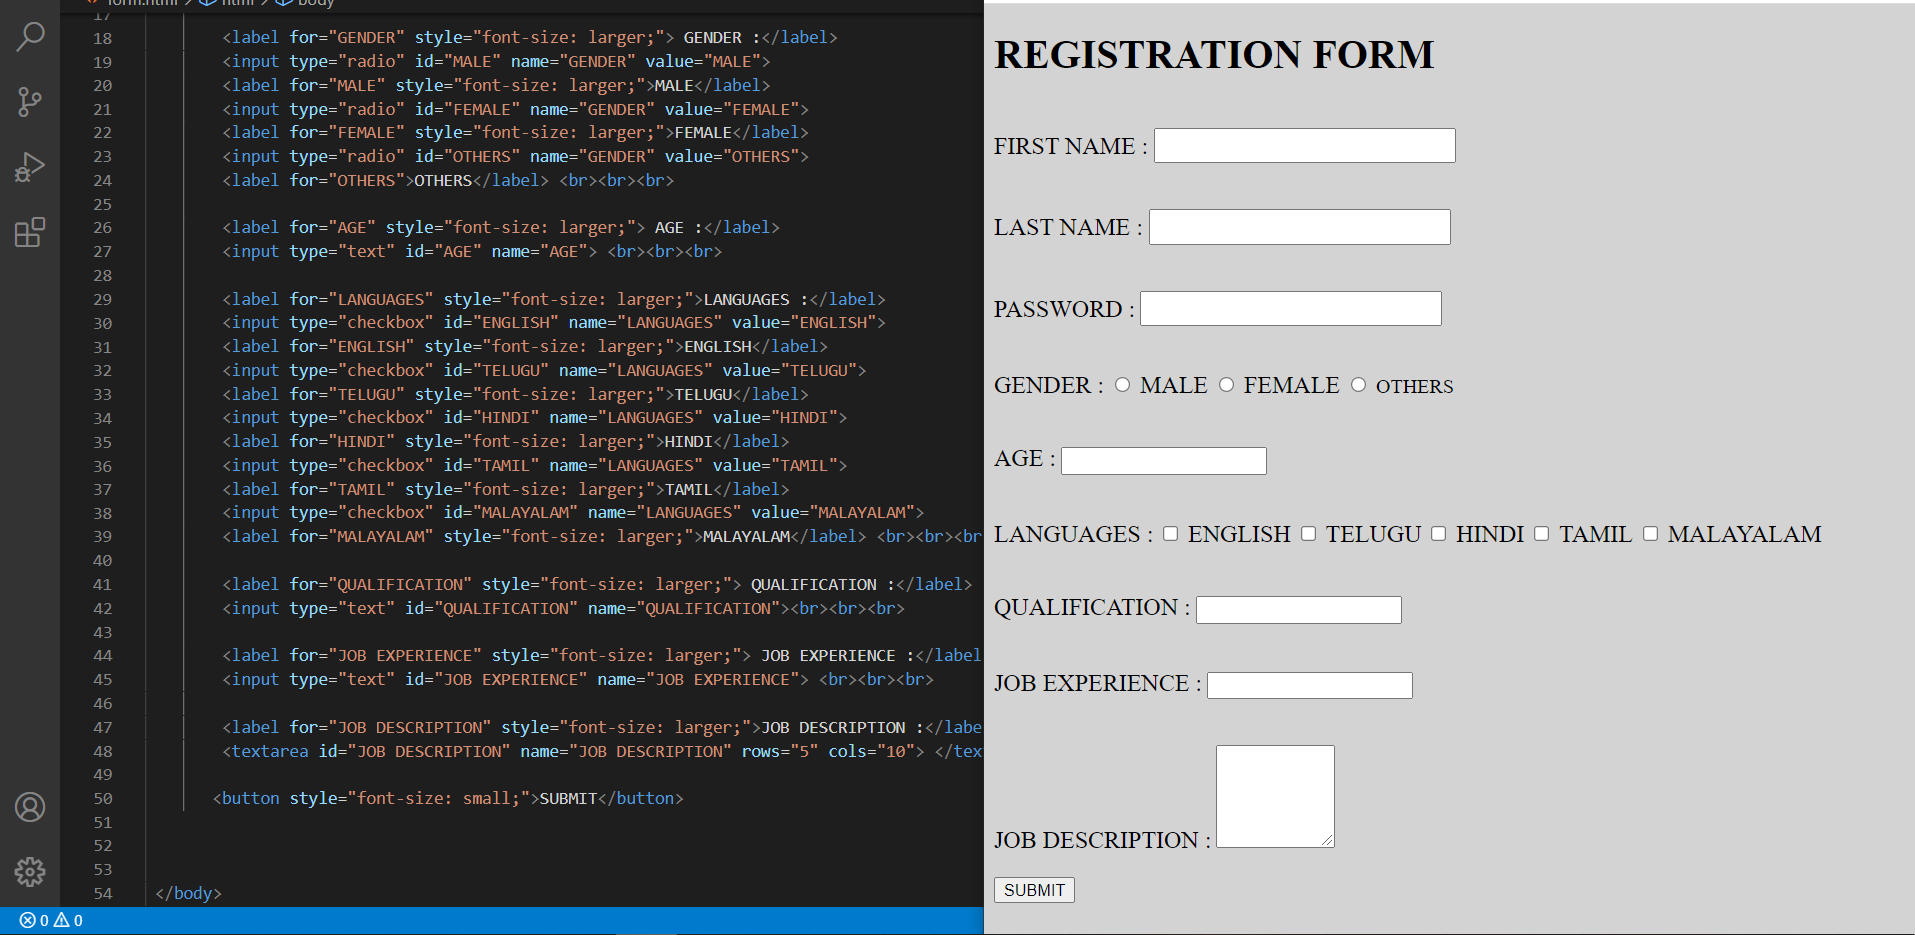 form.html > html > body
17
18 <label for="GENDER" style="font-size: larger;"> GENDER :</label>
19 <input type="radio" id="MALE" name="GENDER" value="MALE">
20 <label for="MALE" style="font-size: larger;">MALE</label>
21 <input type="radio" id="FEMALE" name="GENDER" value="FEMALE">
22 <label for="FEMALE" style="font-size: larger;">FEMALE</label>
23 <input type="radio" id="OTHERS" name="GENDER" value="OTHERS">
24 <label for="OTHERS">OTHERS</label> <br><br><br>
25
26 <label for="AGE" style="font-size: larger;"> AGE :</label>
27 <input type="text" id="AGE" name="AGE"> <br><br><br>
28
29 <label for="LANGUAGES" style="font-size: larger;">LANGUAGES :</label>
30 <input type="checkbox" id="ENGLISH" name="LANGUAGES" value="ENGLISH">
31 <label for="ENGLISH" style="font-size: larger;">ENGLISH</label>
32 <input type="checkbox" id="TELUGU" name="LANGUAGES" value="TELUGU">
33 <label for="TELUGU" style="font-size: larger;">TELUGU</label>
34 <input type="checkbox" id="HINDI" name="LANGUAGES" value="HINDI">
35 <label for="HINDI" style="font-size: larger;">HINDI</label>
36 <input type="checkbox" id="TAMIL" name="LANGUAGES" value="TAMIL">
37 <label for="TAMIL" style="font-size: larger;">TAMIL</label>
38 <input type="checkbox" id="MALAYALAM" name="LANGUAGES" value="MALAYALAM">
39 <label for="MALAYALAM" style="font-size: larger;">MALAYALAM</label> <br><br><br
40
41 <label for="QUALIFICATION" style="font-size: larger;"> QUALIFICATION :</label>
42 <input type="text" id="QUALIFICATION" name="QUALIFICATION"><br><br><br>
43
44 <label for="JOB EXPERIENCE" style="font-size: larger;"> JOB EXPERIENCE :</label
45 <input type="text" id="JOB EXPERIENCE" name="JOB EXPERIENCE"> <br><br><br>
46
47 <label for="JOB DESCRIPTION" style="font-size: larger;">JOB DESCRIPTION :</labe
48 <textarea id="JOB DESCRIPTION" name="JOB DESCRIPTION" rows="5" cols="10"> </tex
49
50 <button style="font-size: small;">SUBMIT</button>
51
52
53
54 </body>
0 0
REGISTRATION FORM
FIRST NAME :
LAST NAME :
PASSWORD :
GENDER : MALE FEMALE OTHERS
AGE :
LANGUAGES : ENGLISH TELUGU HINDI TAMIL MALAYALAM
QUALIFICATION :
JOB EXPERIENCE :
JOB DESCRIPTION :
SUBMIT